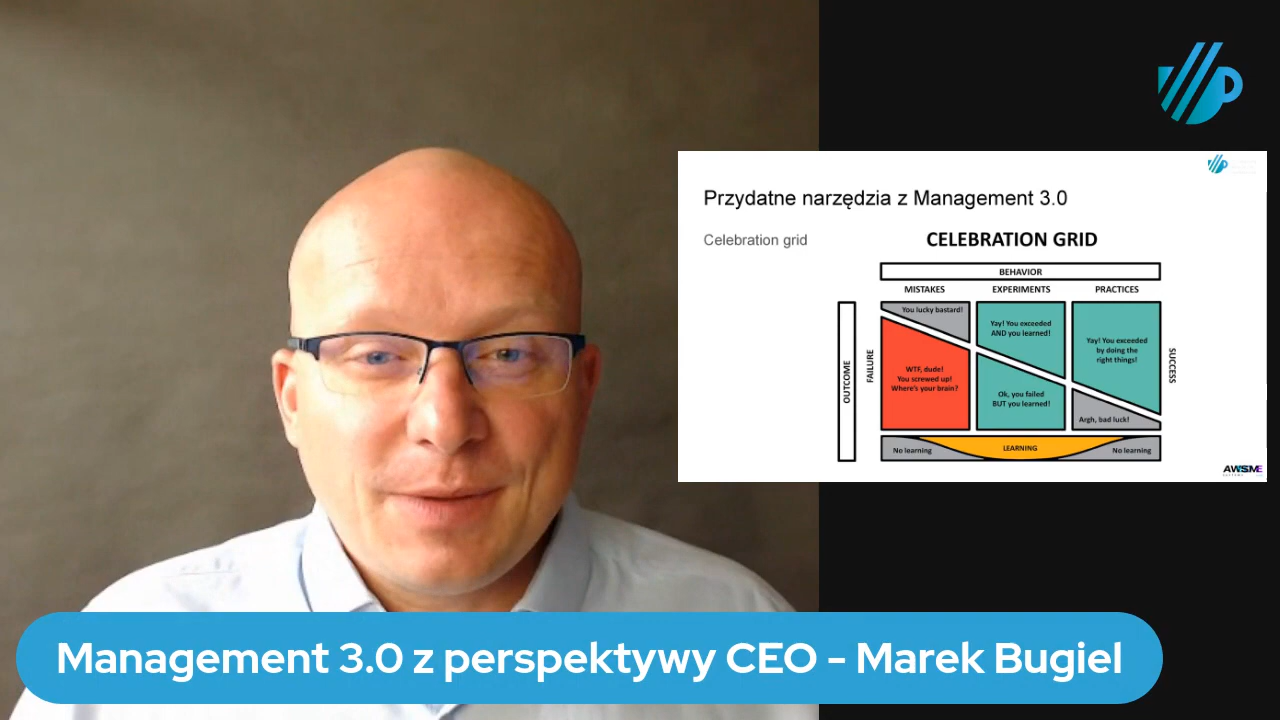 Przydatne narzędzia z Management 3.0
Celebration grid
CELEBRATION GRID
BEHAVIOR
MISTAKES
EXPERIMENTS
PRACTICES
OUTCOME
FAILURE
SUCCESS
You lucky bastard!
Yay! You exceeded
AND you learned!
Yay! You exceeded
by doing the
right things!
WTF, dude!
You screwed up!
Where's your brain?
Ok, you failed
BUT you learned!
Argh, bad luck!
No learning
LEARNING
No learning
Management 3.0 z perspektywy CEO - Marek Bugiel